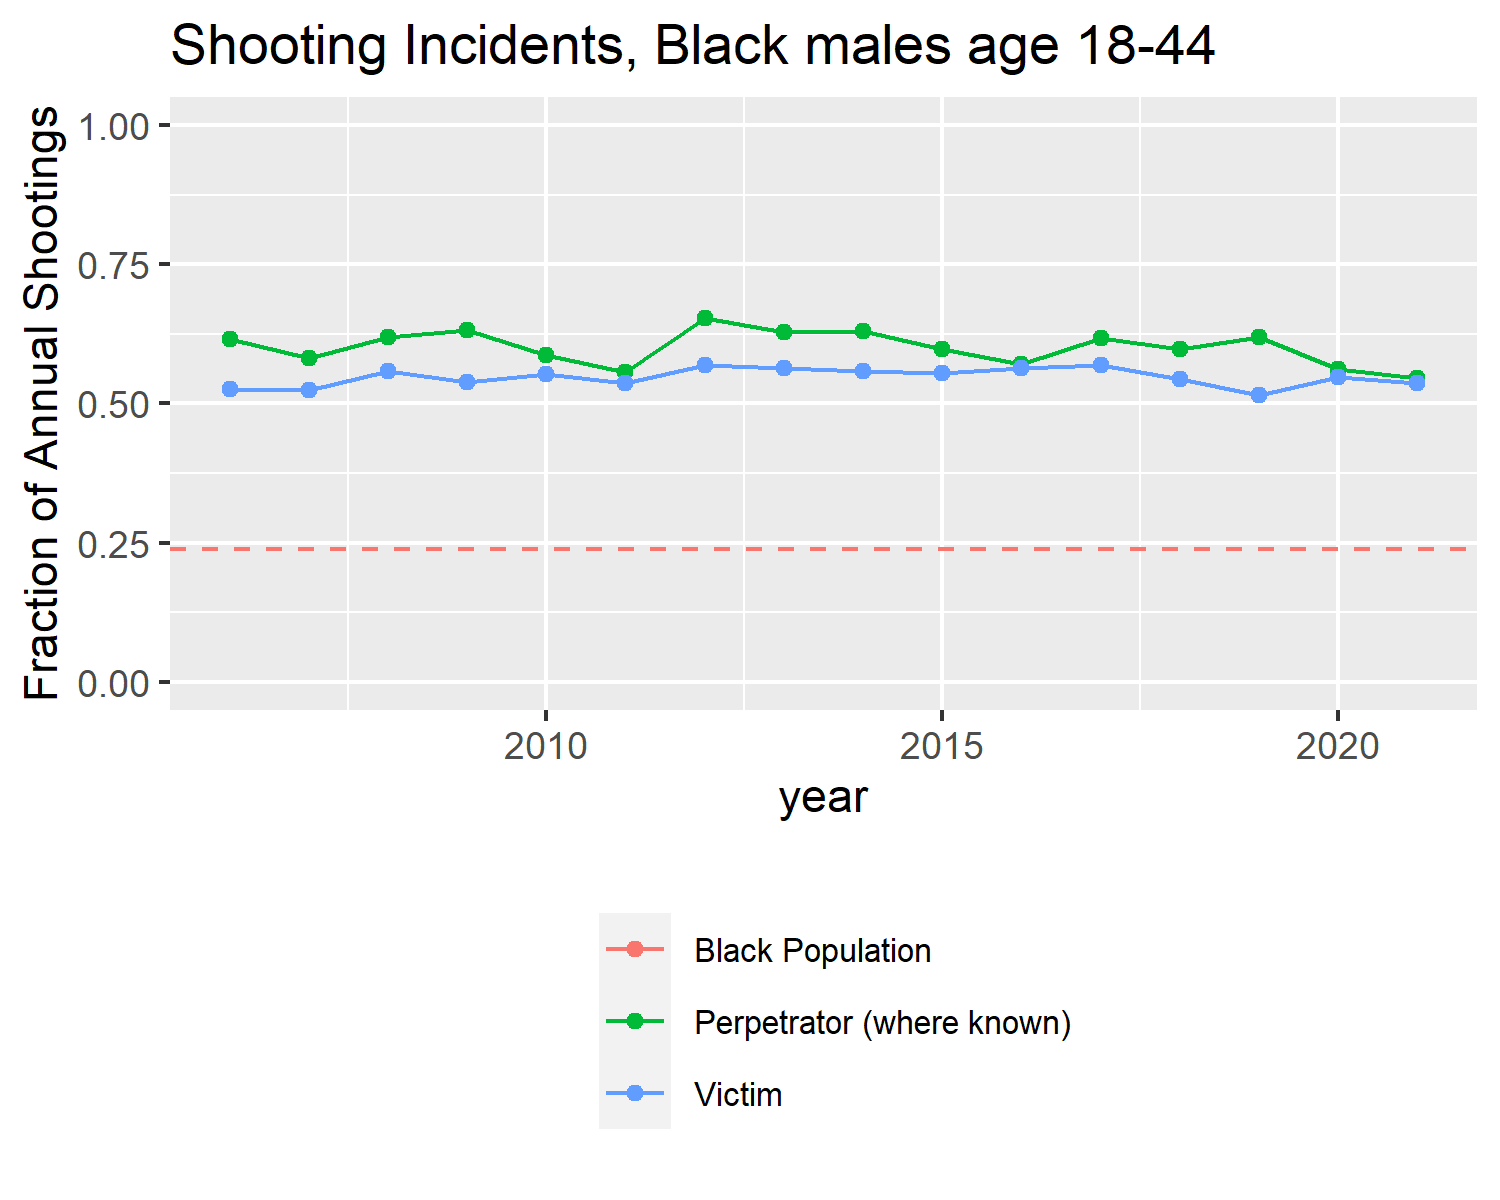 Shooting Incidents, Black males age 18-44
Fraction of Annual Shootings
1.00
0.75
0.50
0.25
0.00
2010 2015 2020
year
Black Population
Perpetrator (where known)
Victim